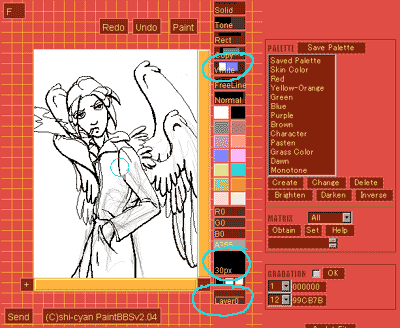 F
Redo Undo Paint
Solid
Tone
Rect
Copy
White
FreeLine
Normal
R0
G0
B0
A255
30px
Layer0
PALETTE Save Palette
Saved Palette
Skin Color
Red
Yellow-Orange
Green
Blue
Purple
Brown
Character
Pasten
Grass Color
Dawn
Monotone
Create Change Delete
Brighten Darken Inverse
MATRIX All
Obtain Set Help
GRADATION OK
1 000000
12 99CB7B
+ +
Send (C)shi-cyan PaintBBSv2.04